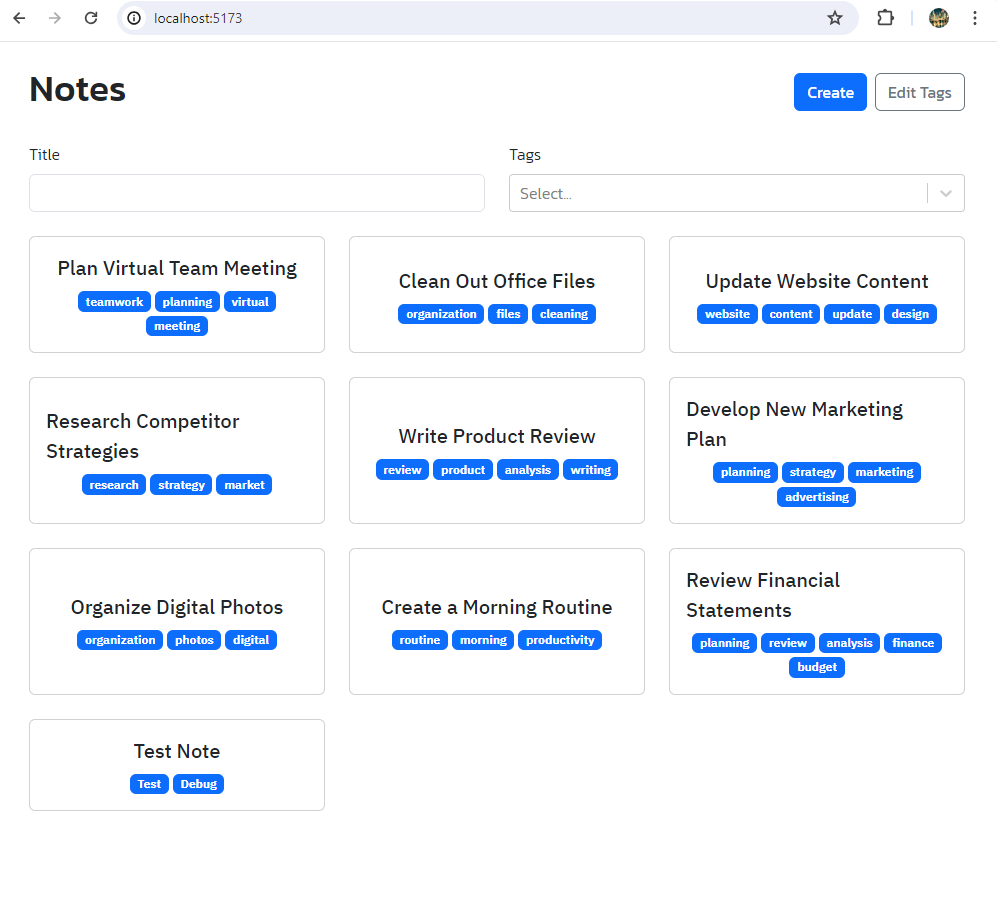 localhost:5173
Notes
Create
Edit Tags
Title
Tags
Select...
Plan Virtual Team Meeting
teamwork planning virtual
meeting
Clean Out Office Files
organization files cleaning
Update Website Content
website content update design
Research Competitor
Strategies
research strategy market
Write Product Review
review product analysis writing
Develop New Marketing
Plan
planning strategy marketing
advertising
Organize Digital Photos
organization photos digital
Create a Morning Routine
routine morning productivity
Review Financial
Statements
planning review analysis finance
budget
Test Note
Test Debug